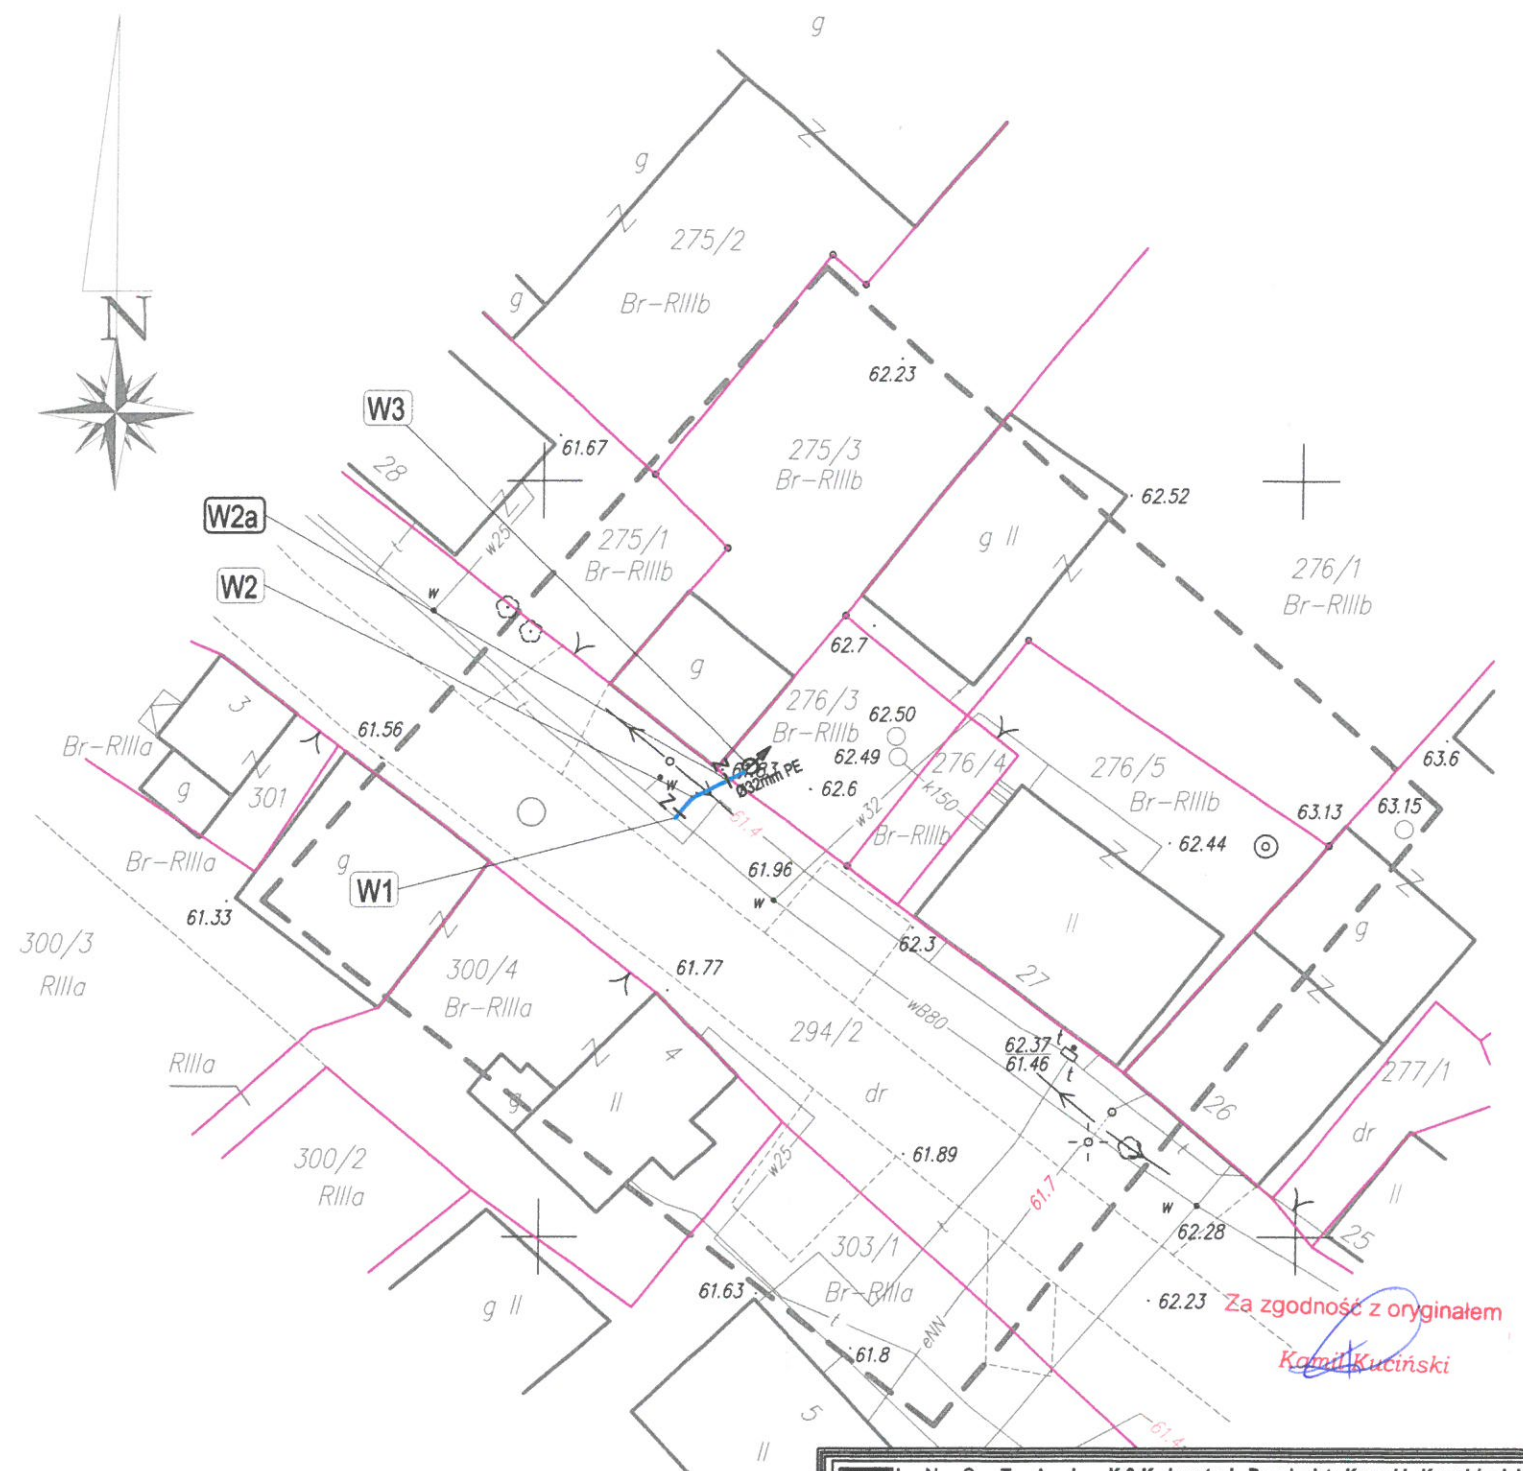 g
N
g
275/2
Br-RIIIb
g
62.23
W3
61.67
28
275/3
Br-RIIIb
62.52
W2a
w25
275/1
Br-RIIIb
g II
t
276/1
Br-RIIIb
W2
w
62.7
g
276/3
Br-RIIIb
62.50
3
61.56
Br-RIIIa
62.49
276/4
276/5
Br-RIIIb
63.6
Ø32mm PE
62.6
k150
w
g
301
61.4
w32
Br-RIIIb
63.13
63.15
62.44
Br-RIIIa
g
W1
61.96
w
61.33
II
g
62.3
300/3
RIIIa
300/4
Br-RIIIa
61.77
27
wB80
294/2
62.37
61.46
t
t
RIIIa
4
277/1
g
II
dr
26
dr
300/2
RIIIa
w25
61.89
t
61.7
II
w
62.28
25
303/1
Br-RIIIa
t
g II
61.63
62.23
Za zgodność z oryginałem
t
eNN
61.8
Kamil Kuciński
5
II
61.4